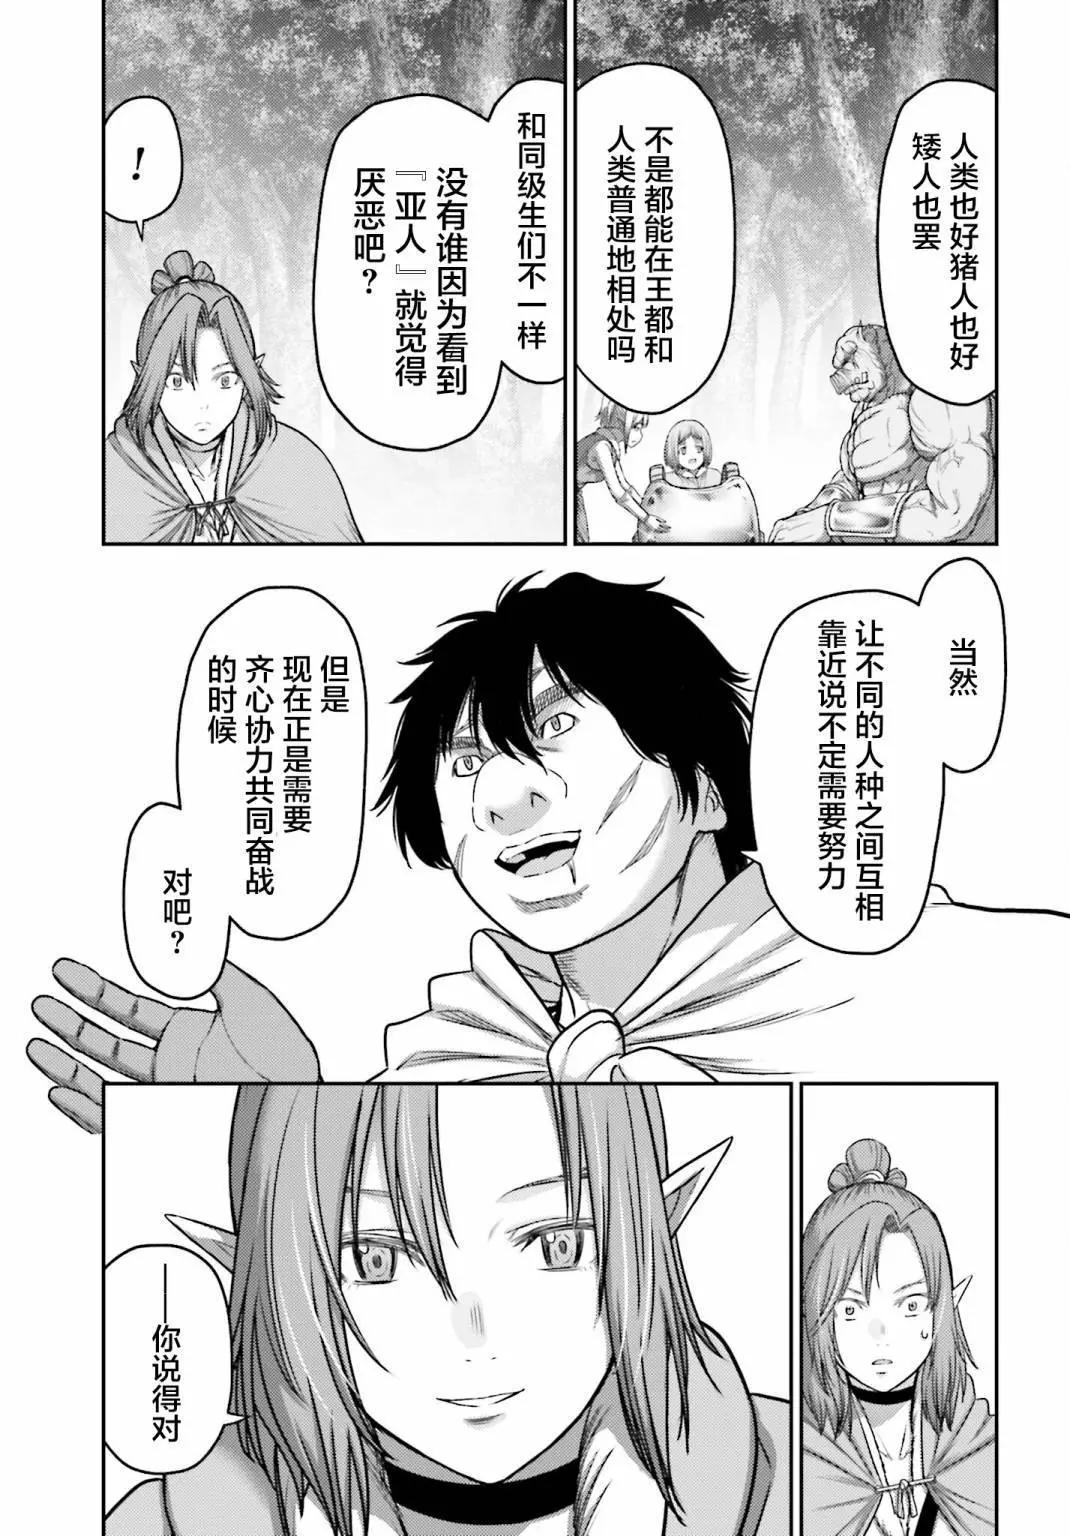 人类也好猪人也好
矮人也罢
不是都能在王都和
人类普通地相处吗
和同级生们不一样
没有谁因为看到
『亚人』就觉得
厌恶吧？
！
当然
让不同的人种之间互相
靠近说不定需要努力
但是
现在正是需要
齐心协力共同奋战
的时候
对吧？
——你说得对